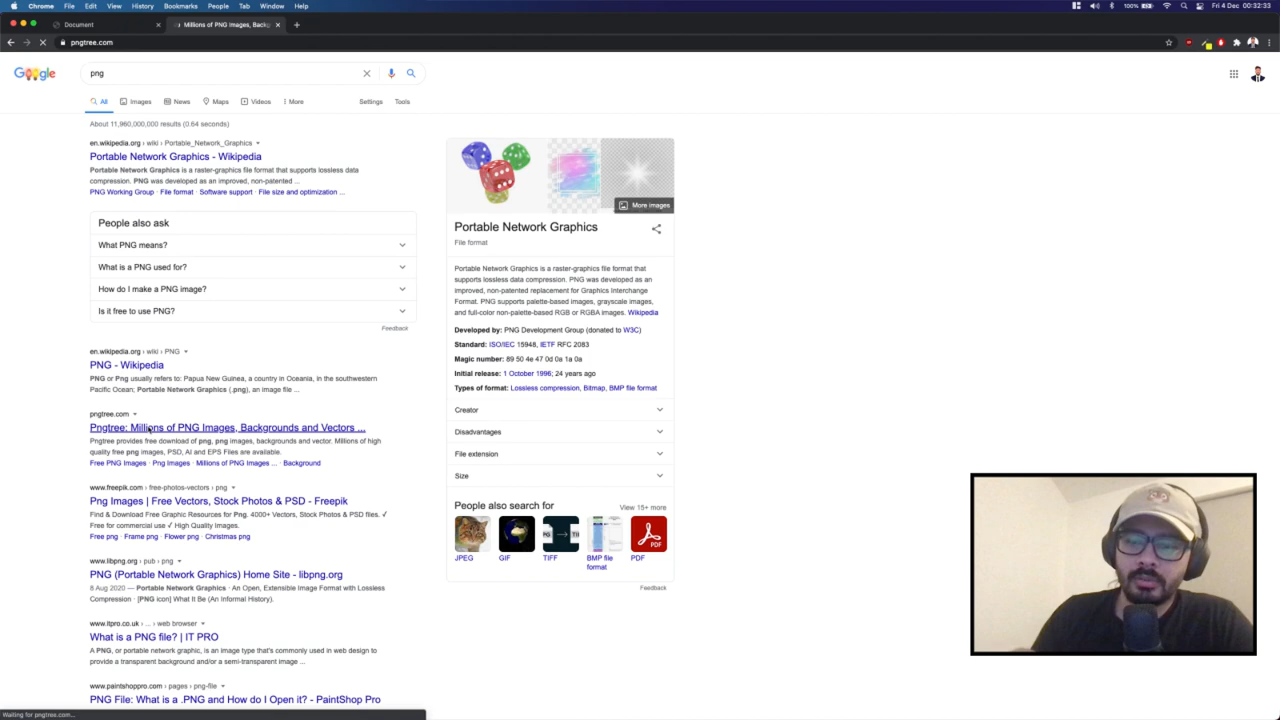 Chrome File Edit View History Bookmarks People Tab Window Help
100% Fri 4 Dec 00:32:33
Document
Millions of PNG Images, Back
pngtree.com
Google
png
All Images News Maps Videos More Settings Tools
About 11,960,000,000 results (0.64 seconds)
en.wikipedia.org › wiki › Portable_Network_Graphics
Portable Network Graphics - Wikipedia
Portable Network Graphics is a raster-graphics file format that supports lossless data
compression. PNG was developed as an improved, non-patented ...
PNG Working Group · File format · Software support · File size and optimization ...
People also ask
What PNG means?
What is a PNG used for?
How do I make a PNG image?
Is it free to use PNG?
Feedback
en.wikipedia.org › wiki › PNG
PNG - Wikipedia
PNG or Png usually refers to: Papua New Guinea, a country in Oceania, in the southwestern
Pacific Ocean; Portable Network Graphics (.png), an image file ...
pngtree.com
Pngtree: Millions of PNG Images, Backgrounds and Vectors ...
Pngtree provides free download of png, png images, backgrounds and vector. Millions of high
quality free png images, PSD, AI and EPS Files are available.
Free PNG Images · Png Images · Millions of PNG Images ... · Background
www.freepik.com › free-photos-vectors › png
Png Images | Free Vectors, Stock Photos & PSD - Freepik
Find & Download Free Graphic Resources for Png. 4000+ Vectors, Stock Photos & PSD files. ✓
Free for commercial use ✓ High Quality Images.
Free png · Frame png · Flower png · Christmas png
www.libpng.org › pub › png
PNG (Portable Network Graphics) Home Site - libpng.org
8 Aug 2020 — Portable Network Graphics · An Open, Extensible Image Format with Lossless
Compression · [PNG icon] What It Be (An Informal History).
www.itpro.co.uk › ... › web browser
What is a PNG file? | IT PRO
A PNG, or portable network graphic, is an image type that's commonly used in web design to
provide a transparent background and/or a semi-transparent image ...
www.paintshoppro.com › pages › png-file
PNG File: What is a .PNG and How do I Open it? - PaintShop Pro
Waiting for pngtree.com...
More images
Portable Network Graphics
File format
Portable Network Graphics is a raster-graphics file format that
supports lossless data compression. PNG was developed as an
improved, non-patented replacement for Graphics Interchange
Format. PNG supports palette-based images, grayscale images,
and full-color non-palette-based RGB or RGBA images. Wikipedia
Developed by: PNG Development Group (donated to W3C)
Standard: ISO/IEC 15948, IETF RFC 2083
Magic number: 89 50 4e 47 0d 0a 1a 0a
Initial release: 1 October 1996; 24 years ago
Types of format: Lossless compression, Bitmap, BMP file format
Creator
Disadvantages
File extension
Size
People also search for View 15+ more
PDF
JPEG GIF TIFF BMP file format PDF
Feedback